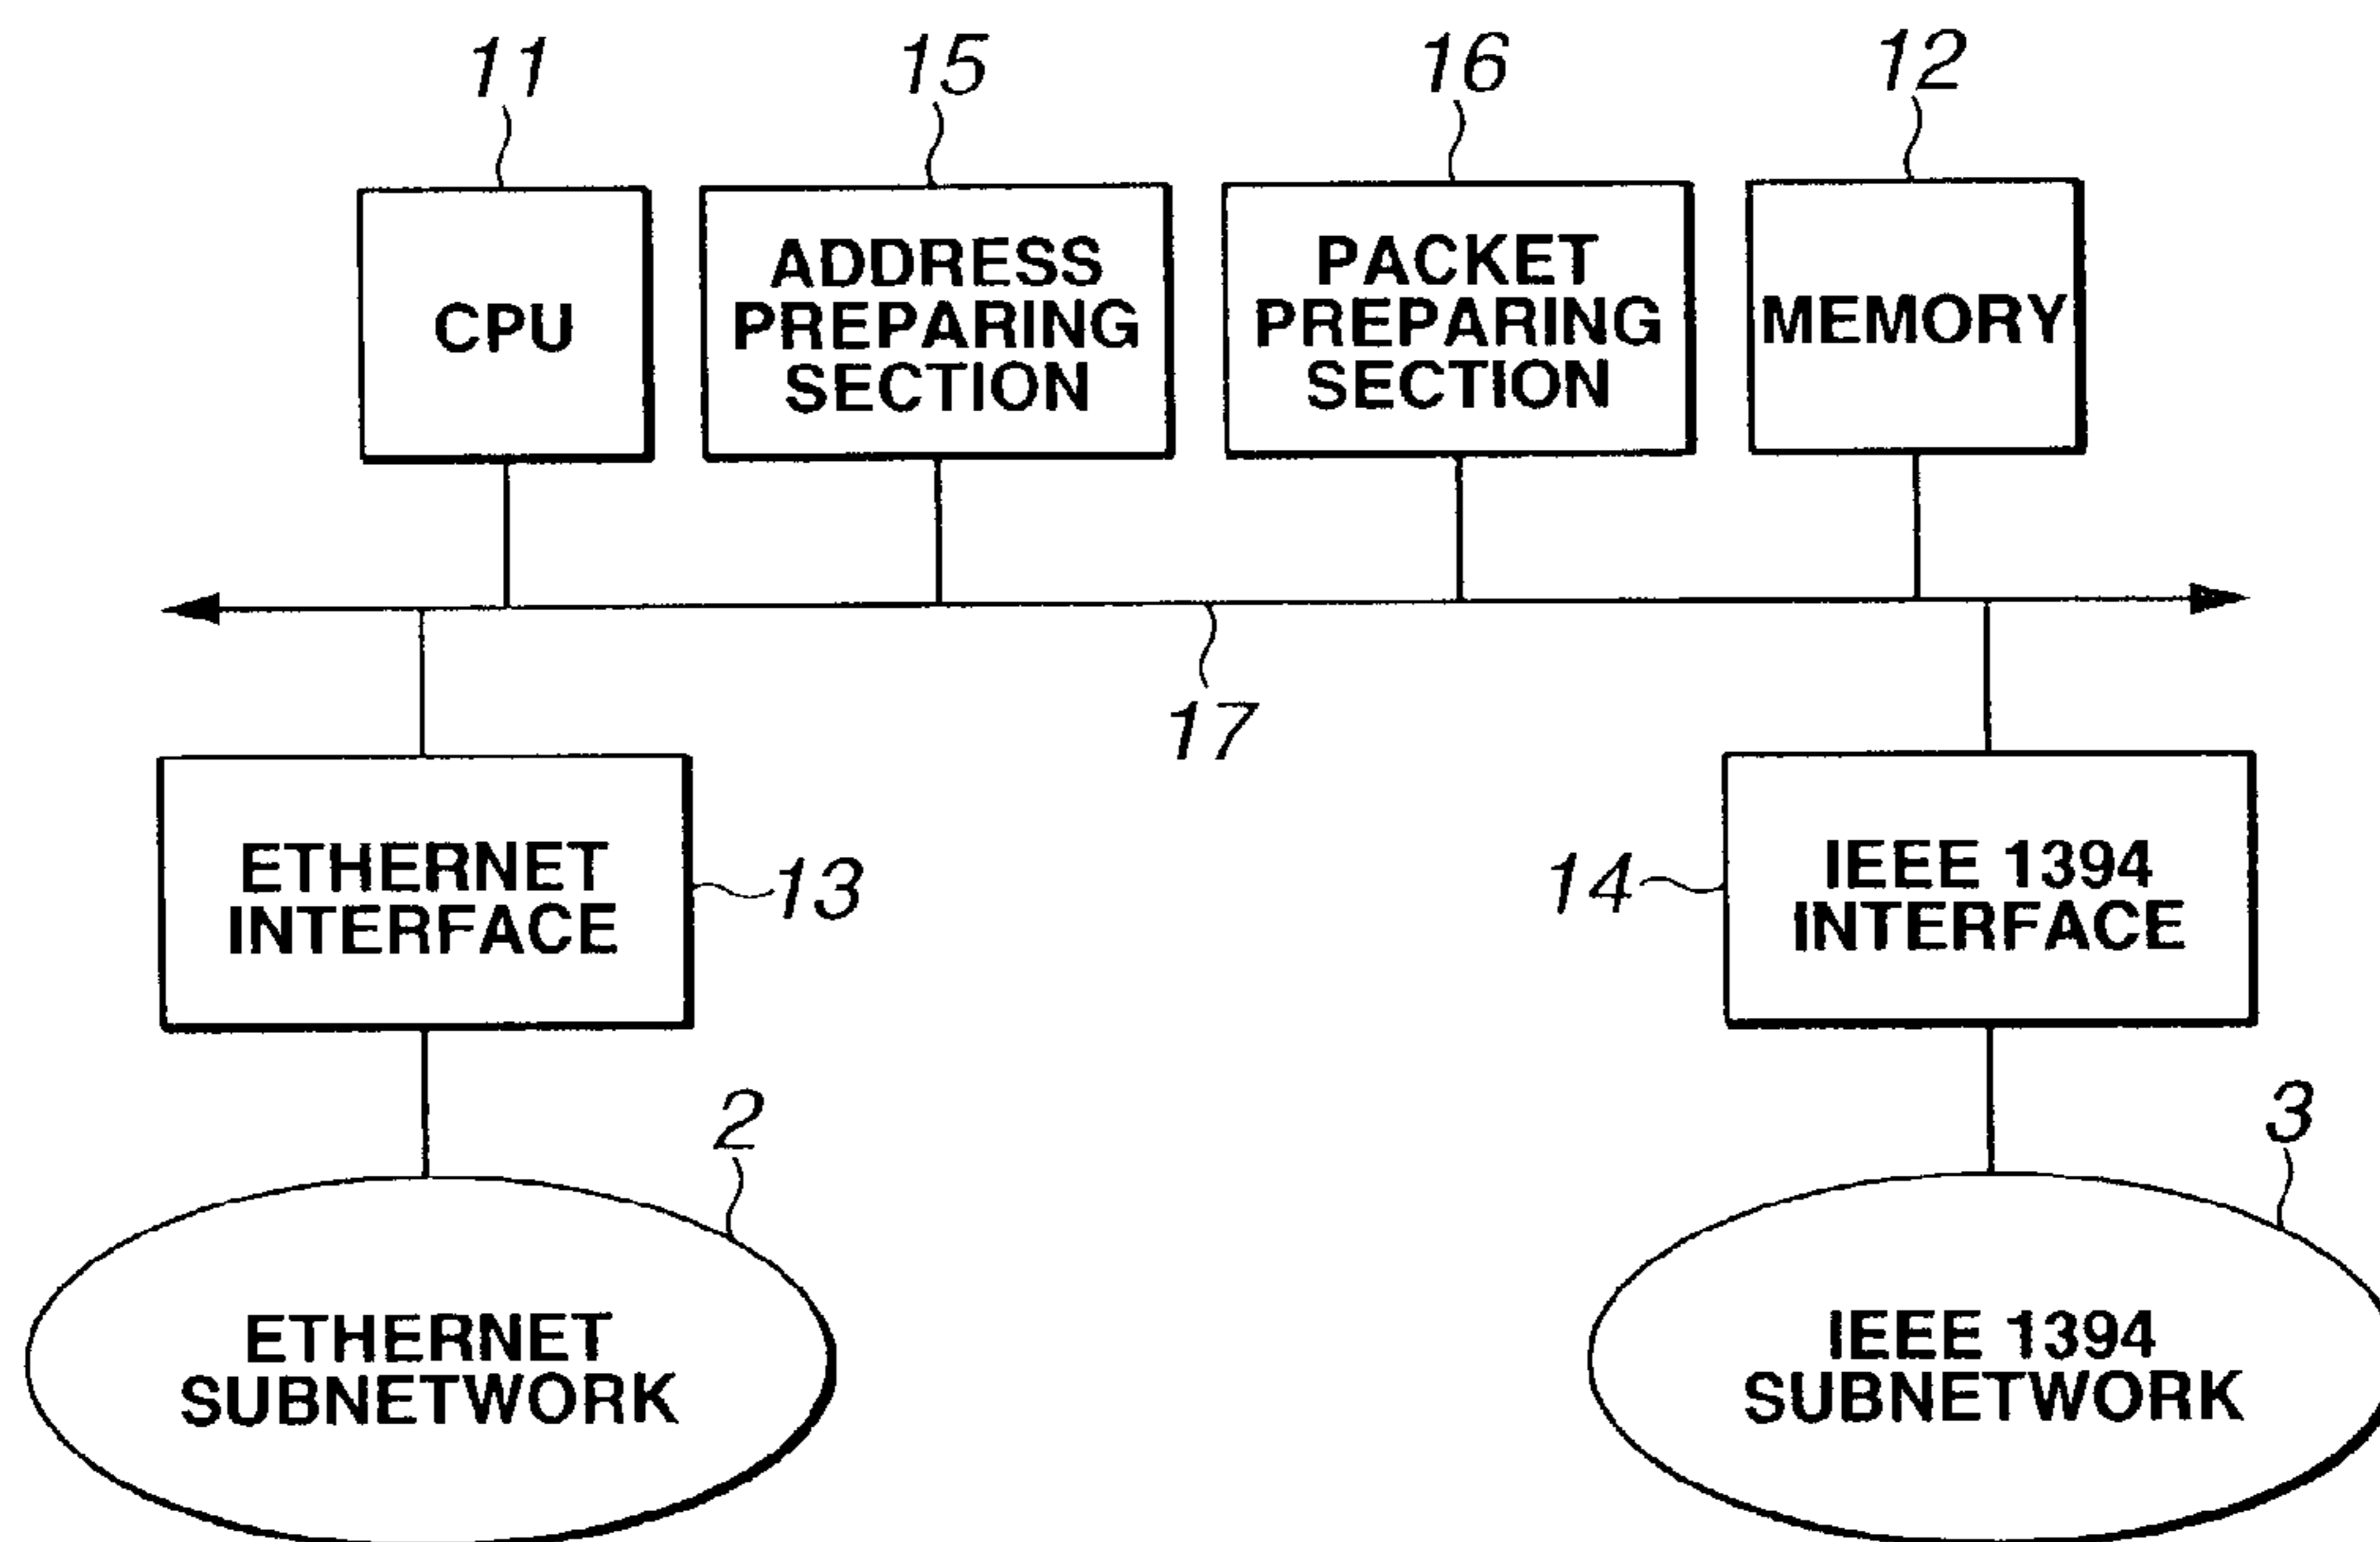 11
15
16
12
CPU
ADDRESS
PREPARING
SECTION
PACKET
PREPARING
SECTION
MEMORY
17
ETHERNET
INTERFACE
13
14
IEEE 1394
INTERFACE
2
3
ETHERNET
SUBNETWORK
IEEE 1394
SUBNETWORK